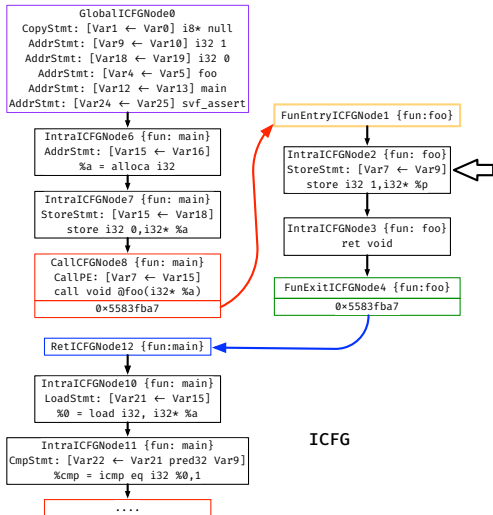 GlobalICFGNode0
CopyStmt: [Var1 ← Var0] i8* null
AddrStmt: [Var9 ← Var10] i32 1
AddrStmt: [Var18 ← Var19] i32 0
AddrStmt: [Var4 ← Var5] foo
AddrStmt: [Var12 ← Var13] main
AddrStmt: [Var24 ← Var25] svf_assert
IntraICFGNode6 {fun: main}
AddrStmt: [Var15 ← Var16]
%a = alloca i32
IntraICFGNode7 {fun: main}
StoreStmt: [Var15 ← Var18]
store i32 0,i32* %a
CallCFGNode8 {fun: main}
CallPE: [Var7 ← Var15]
call void @foo(i32* %a)
0×5583fba7
FunEntryICFGNode1 {fun:foo}
IntraICFGNode2 {fun: foo}
StoreStmt: [Var7 ← Var9]
store i32 1,i32* %p
IntraICFGNode3 {fun: foo}
ret void
FunExitICFGNode4 {fun:foo}
0×5583fba7
RetICFGNode12 {fun:main}
IntraICFGNode10 {fun: main}
LoadStmt: [Var21 ← Var15]
%0 = load i32, i32* %a
IntraICFGNode11 {fun: main}
CmpStmt: [Var22 ← Var21 pred32 Var9]
%cmp = icmp eq i32 %0,1
....
ICFG